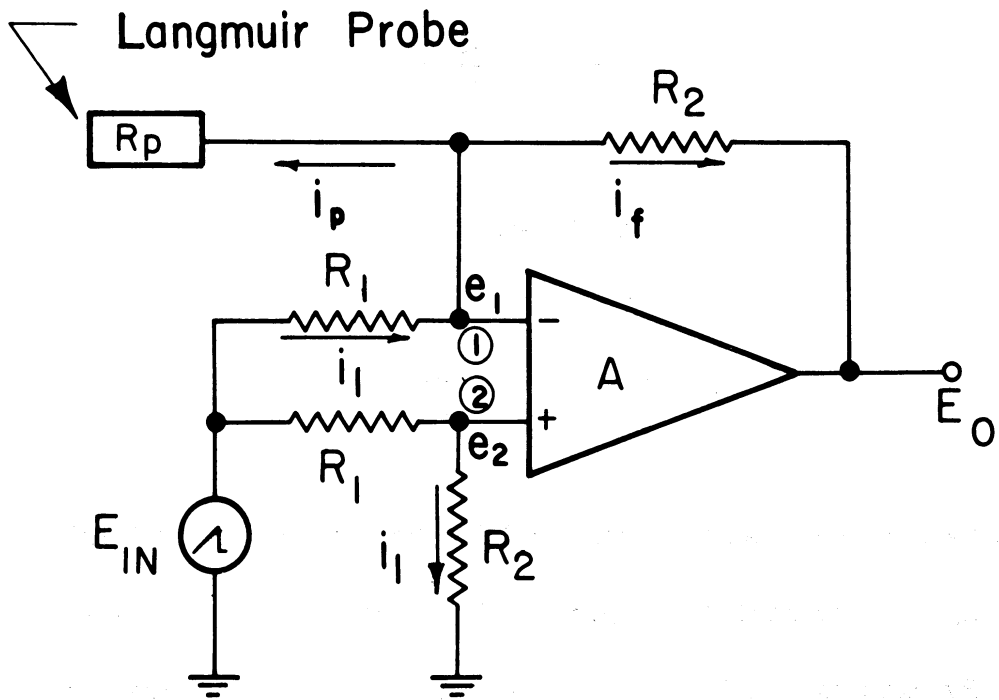 Langmuir Probe
Rp
R2
ip
if
R1
e1
1
i1
−
A
2
+
R1
e2
EIN
i1
R2
EO